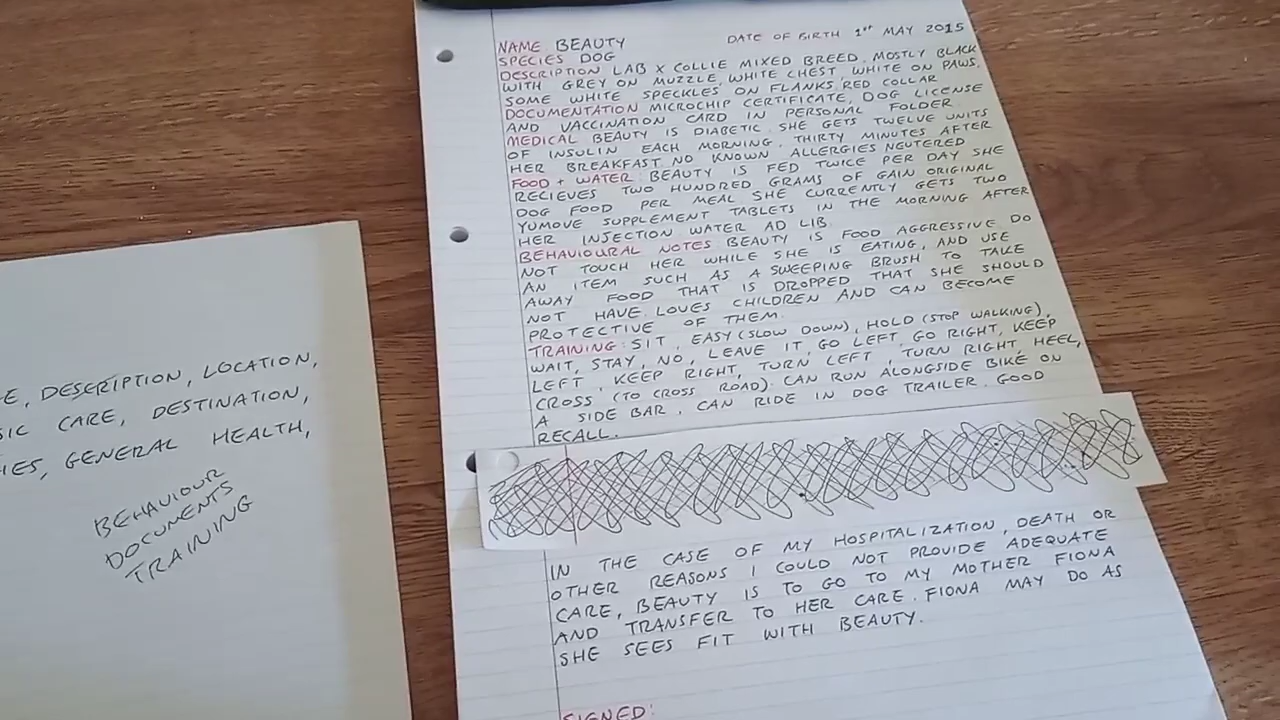 E, DESCRIPTION, LOCATION,
SIC CARE, DESTINATION,
IES, GENERAL HEALTH,
BEHAVIOUR
DOCUMENTS
TRAINING
NAME: BEAUTY DATE OF BIRTH 1ST MAY 2015
SPECIES DOG
DESCRIPTION LAB X COLLIE MIXED BREED. MOSTLY BLACK
WITH GREY ON MUZZLE, WHITE CHEST, WHITE ON PAWS.
SOME WHITE SPECKLES ON FLANKS. RED COLLAR
DOCUMENTATION MICROCHIP CERTIFICATE, DOG LICENSE
AND VACCINATION CARD IN PERSONAL FOLDER.
MEDICAL BEAUTY IS DIABETIC. SHE GETS TWELVE UNITS
OF INSULIN EACH MORNING, THIRTY MINUTES AFTER
HER BREAKFAST. NO KNOWN ALLERGIES NEUTERED
FOOD + WATER: BEAUTY IS FED TWICE PER DAY SHE
RECIEVES TWO HUNDRED GRAMS OF GAIN ORIGINAL
DOG FOOD PER MEAL SHE CURRENTLY GETS TWO
YUMOVE SUPPLEMENT TABLETS IN THE MORNING AFTER
HER INJECTION WATER AD LIB.
BEHAVIOURAL NOTES BEAUTY IS FOOD AGGRESSIVE. DO
NOT TOUCH HER WHILE SHE IS EATING, AND USE
AN ITEM SUCH AS A SWEEPING BRUSH TO TAKE
AWAY FOOD THAT IS DROPPED THAT SHE SHOULD
NOT HAVE. LOVES CHILDREN AND CAN BECOME
PROTECTIVE OF THEM.
TRAINING: SIT, EASY (SLOW DOWN), HOLD (STOP WALKING),
WAIT, STAY, NO, LEAVE IT, GO LEFT, GO RIGHT, KEEP
LEFT, KEEP RIGHT, TURN LEFT, TURN RIGHT, HEEL,
CROSS (TO CROSS ROAD). CAN RUN ALONGSIDE BIKE ON
A SIDE BAR, CAN RIDE IN DOG TRAILER. GOOD
RECALL.
IN THE CASE OF MY HOSPITALIZATION, DEATH OR
OTHER REASONS I COULD NOT PROVIDE ADEQUATE
CARE, BEAUTY IS TO GO TO MY MOTHER FIONA
AND TRANSFER TO HER CARE. FIONA MAY DO AS
SHE SEES FIT WITH BEAUTY.
SIGNED: